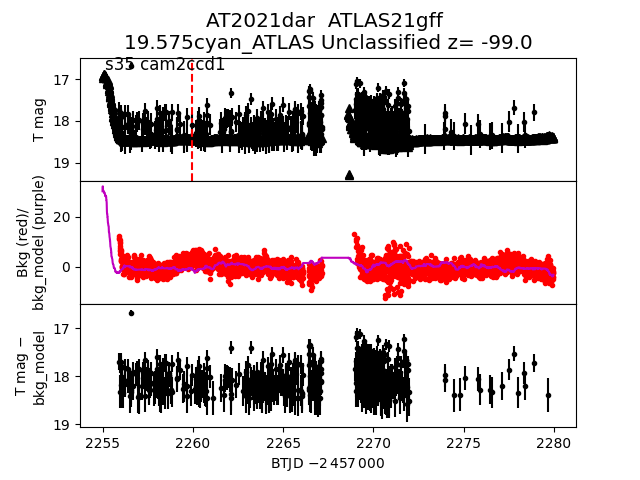 AT2021dar  ATLAS21gff
19.575cyan_ATLAS Unclassified z= -99.0
s35 cam2ccd1
17
18
19
T mag
20
0
Bkg (red)/
bkg_model (purple)
17
18
19
T mag −
bkg_model
2255 2260 2265 2270 2275 2280
BTJD −2 457 000